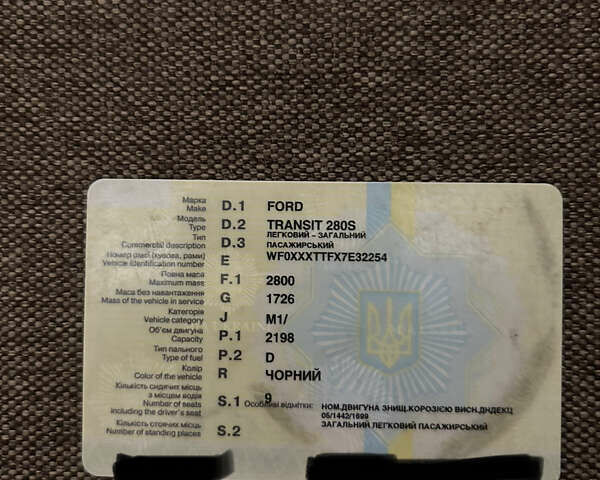 Марка
Make D.1 FORD
Модель
Type D.2 TRANSIT 280S
Тип
Commercial description D.3 ЛЕГКОВИЙ - ЗАГАЛЬНИЙ
ПАСАЖИРСЬКИЙ
Номер шасі (кузова, рами)
Vehicle identification number E WF0XXXTTFX7E32254
Повна маса
Maximum mass F.1 2800
Маса без навантаження
Mass of the vehicle in service G 1726
Категорія
Vehicle category J M1/
Об'єм двигуна
Capacity P.1 2198
Тип пального
Type of fuel P.2 D
Колір
Color of the vehicle R ЧОРНИЙ
Кількість сидячих місць
з місцем водія
Number of seats S.1 9
including the driver's seat
Особливі відмітки: НОМ.ДВИГУНА ЗНИЩ.КОРОЗІЄЮ ВИСН.ДНДЕКЦ
05/1442/1699
ЗАГАЛЬНИЙ ЛЕГКОВИЙ ПАСАЖИРСЬКИЙ
Кількість стоячих місць
Number of standing places S.2